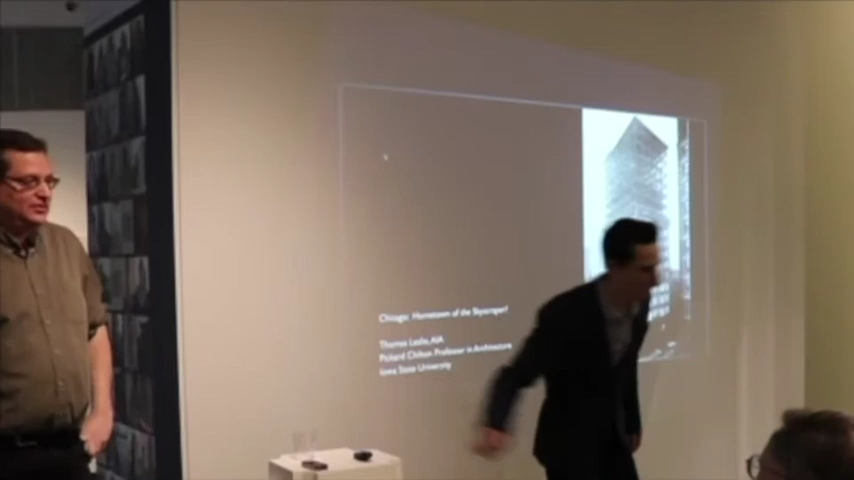 Chicago: Hometown of the Skyscraper?
Thomas Leslie, AIA
Pickard Chilton Professor in Architecture
Iowa State University